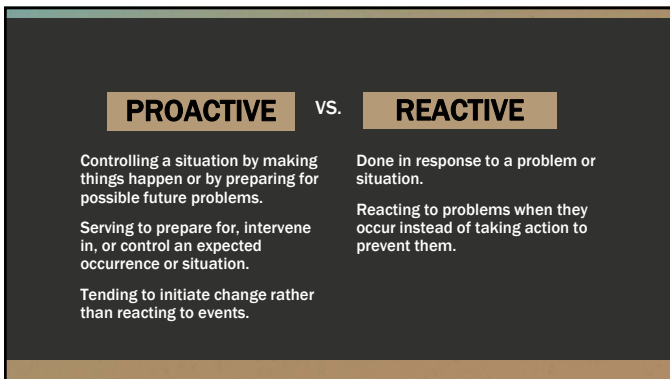 PROACTIVE VS. REACTIVE
Controlling a situation by making
things happen or by preparing for
possible future problems.
Serving to prepare for, intervene
in, or control an expected
occurrence or situation.
Tending to initiate change rather
than reacting to events.
Done in response to a problem or
situation.
Reacting to problems when they
occur instead of taking action to
prevent them.